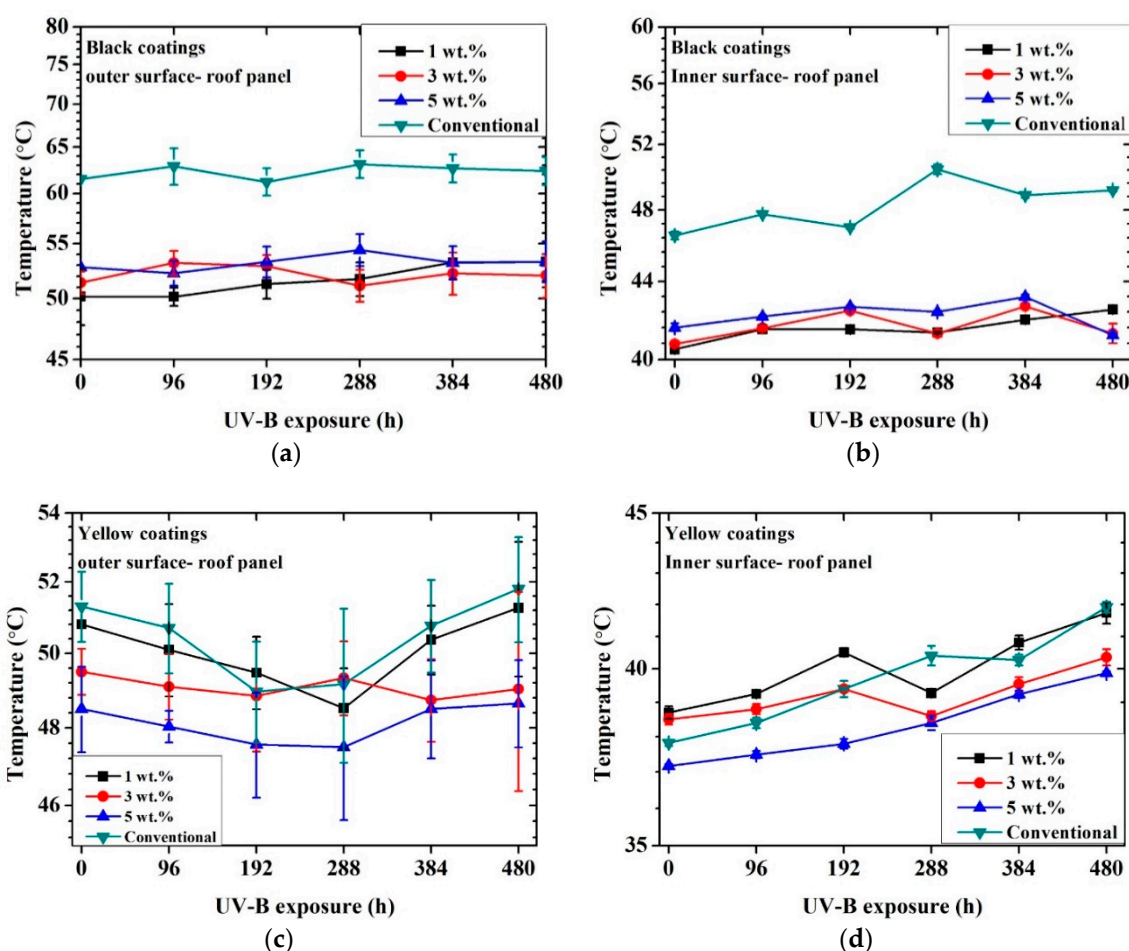 Black coatings
outer surface- roof panel
1 wt.%
3 wt.%
5 wt.%
Conventional
80
75
70
65
60
55
50
45
Temperature (°C)
0 96 192 288 384 480
UV-B exposure (h)
(a)
Black coatings
Inner surface- roof panel
1 wt.%
3 wt.%
5 wt.%
Conventional
60
56
52
48
44
40
Temperature (°C)
0 96 192 288 384 480
UV-B exposure (h)
(b)
Yellow coatings
outer surface- roof panel
54
52
50
48
46
Temperature (°C)
1 wt.%
3 wt.%
5 wt.%
Conventional
0 96 192 288 384 480
UV-B exposure (h)
(c)
Yellow coatings
Inner surface- roof panel
45
40
35
Temperature (°C)
1 wt.%
3 wt.%
5 wt.%
Conventional
0 96 192 288 384 480
UV-B exposure (h)
(d)